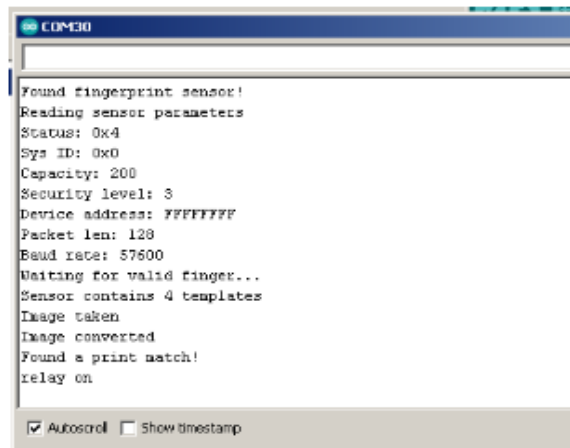 COM30
Found fingerprint sensor!
Reading sensor parameters
Status: 0x4
Sys ID: 0x0
Capacity: 200
Security level: 3
Device address: FFFFFFFF
Packet len: 128
Baud rate: 57600
Waiting for valid finger...
Sensor contains 4 templates
Image taken
Image converted
Found a print match!
relay on
Autoscroll Show timestamp